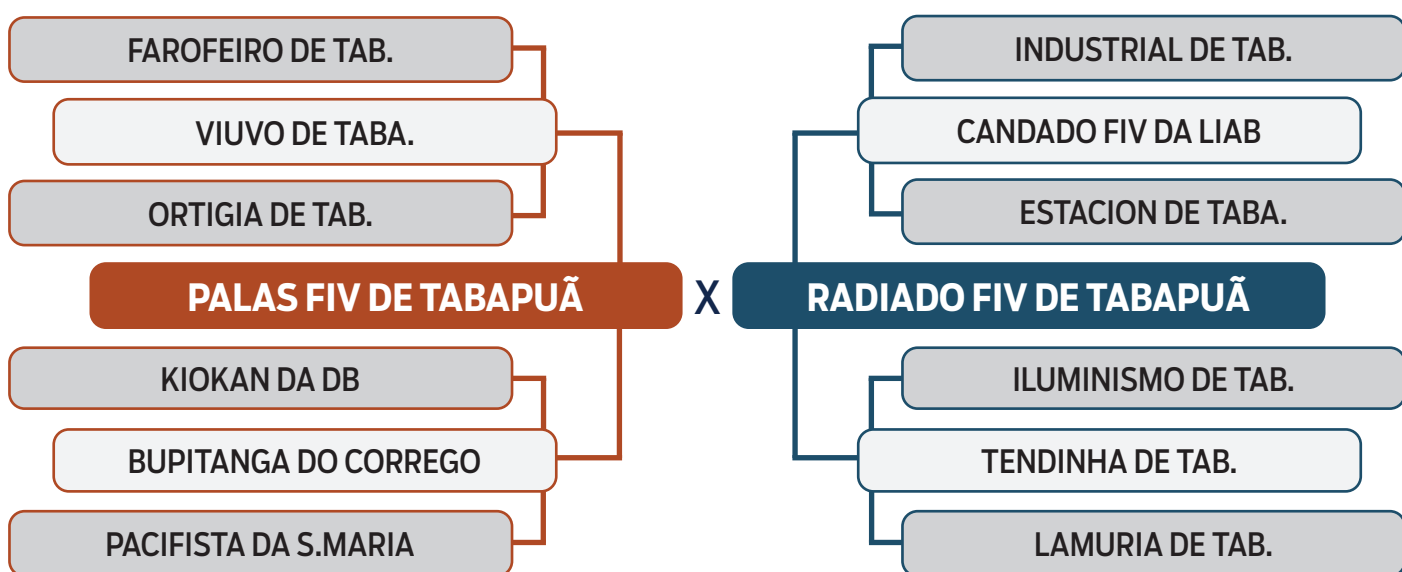 FAROFEIRO DE TAB.
VIUVO DE TABA.
ORTIGIA DE TAB.
PALAS FIV DE TABAPUÃ
KIOKAN DA DB
BUPITANGA DO CORREGO
PACIFISTA DA S.MARIA
X
INDUSTRIAL DE TAB.
CANDADO FIV DA LIAB
ESTACION DE TABA.
RADIADO FIV DE TABAPUÃ
ILUMINISMO DE TAB.
TENDINHA DE TAB.
LAMURIA DE TAB.